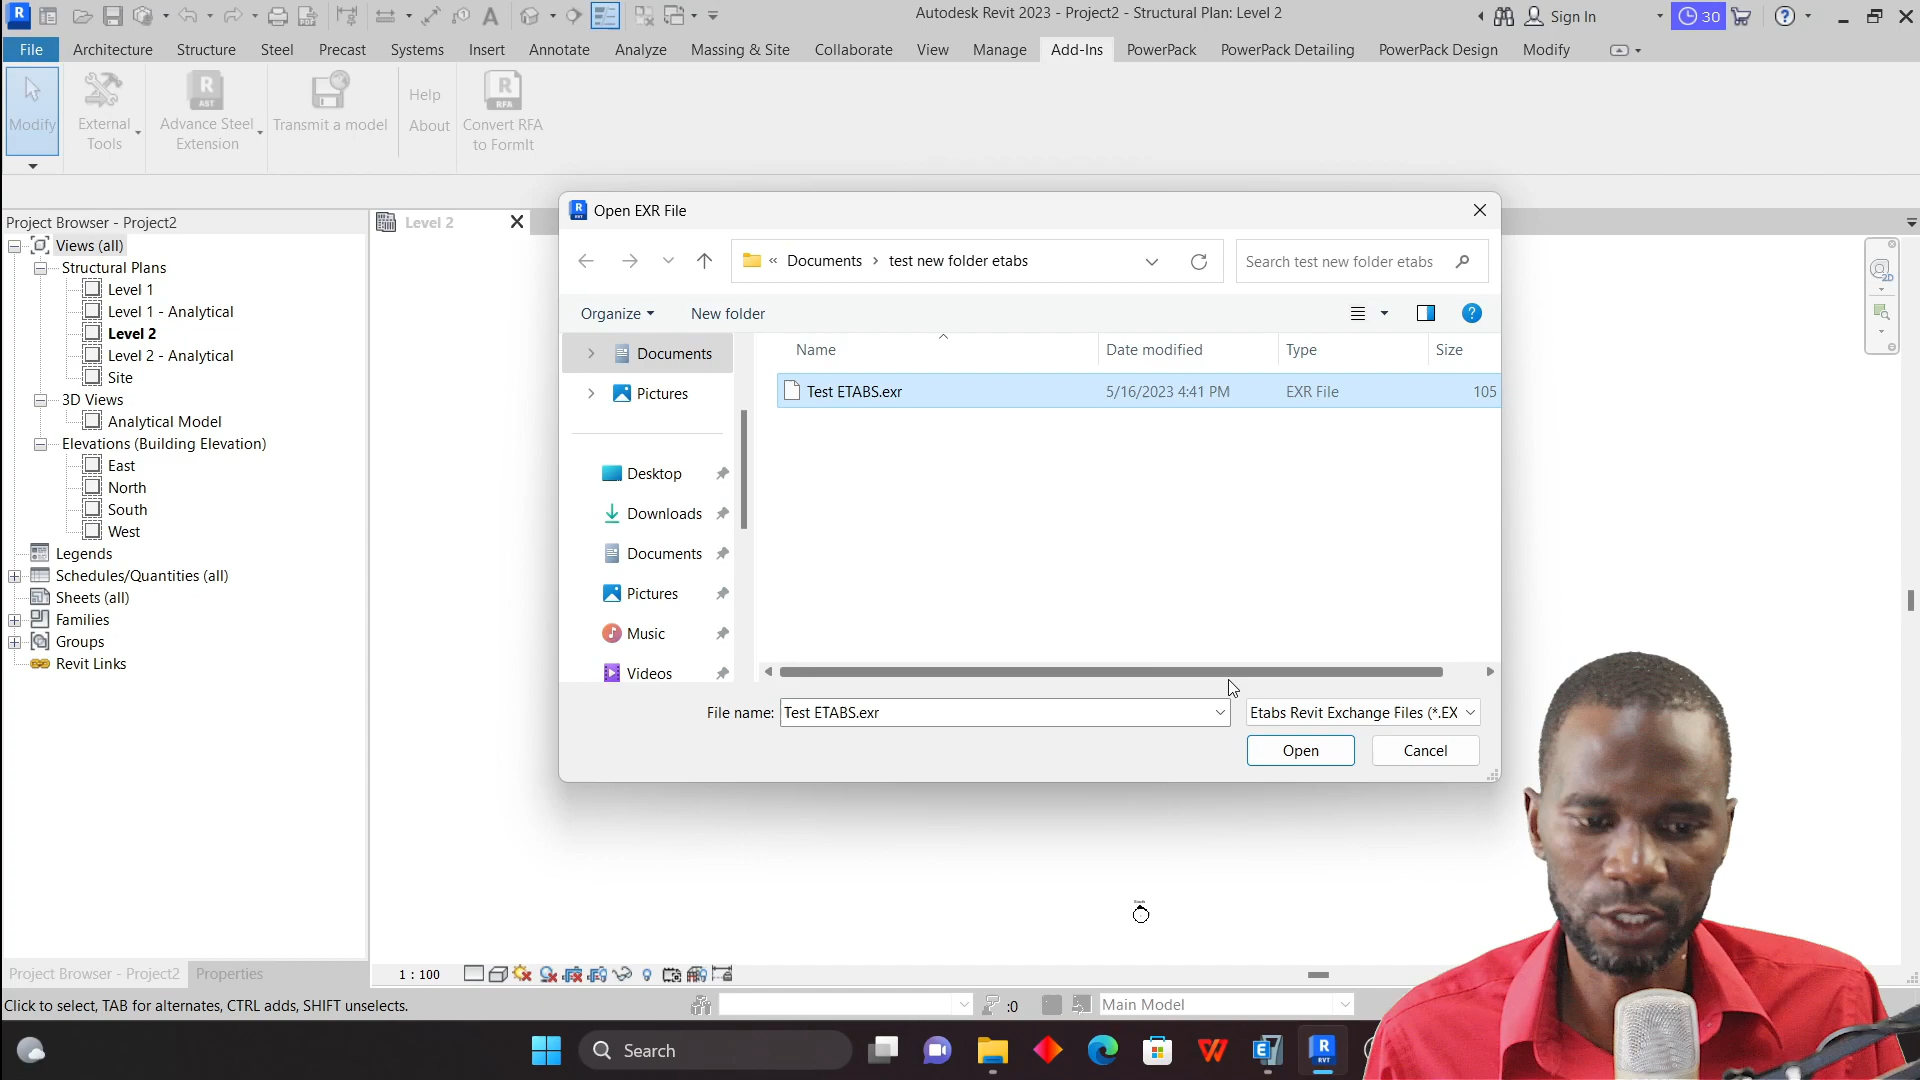 Autodesk Revit 2023 - Project2 - Structural Plan: Level 2
Sign In
30
File Architecture Structure Steel Precast Systems Insert Annotate Analyze Massing & Site Collaborate View Manage Add-Ins PowerPack PowerPack Detailing PowerPack Design Modify
Modify
External Tools
AST
Advance Steel Extension
Transmit a model
Help
About
RFA
Convert RFA to FormIt
Project Browser - Project2
Views (all)
Structural Plans
Level 1
Level 1 - Analytical
Level 2
Level 2 - Analytical
Site
3D Views
Analytical Model
Elevations (Building Elevation)
East
North
South
West
Legends
Schedules/Quantities (all)
Sheets (all)
Families
Groups
Revit Links
Level 2
Open EXR File
« Documents › test new folder etabs
Search test new folder etabs
Organize
New folder
Documents
Pictures
Desktop
Downloads
Documents
Pictures
Music
Videos
Name Date modified Type Size
Test ETABS.exr 5/16/2023 4:41 PM EXR File 105
File name: Test ETABS.exr
Etabs Revit Exchange Files (*.EX
Open
Cancel
2D
Project Browser - Project2 Properties
1 : 100
Click to select, TAB for alternates, CTRL adds, SHIFT unselects.
:0
Main Model
Search